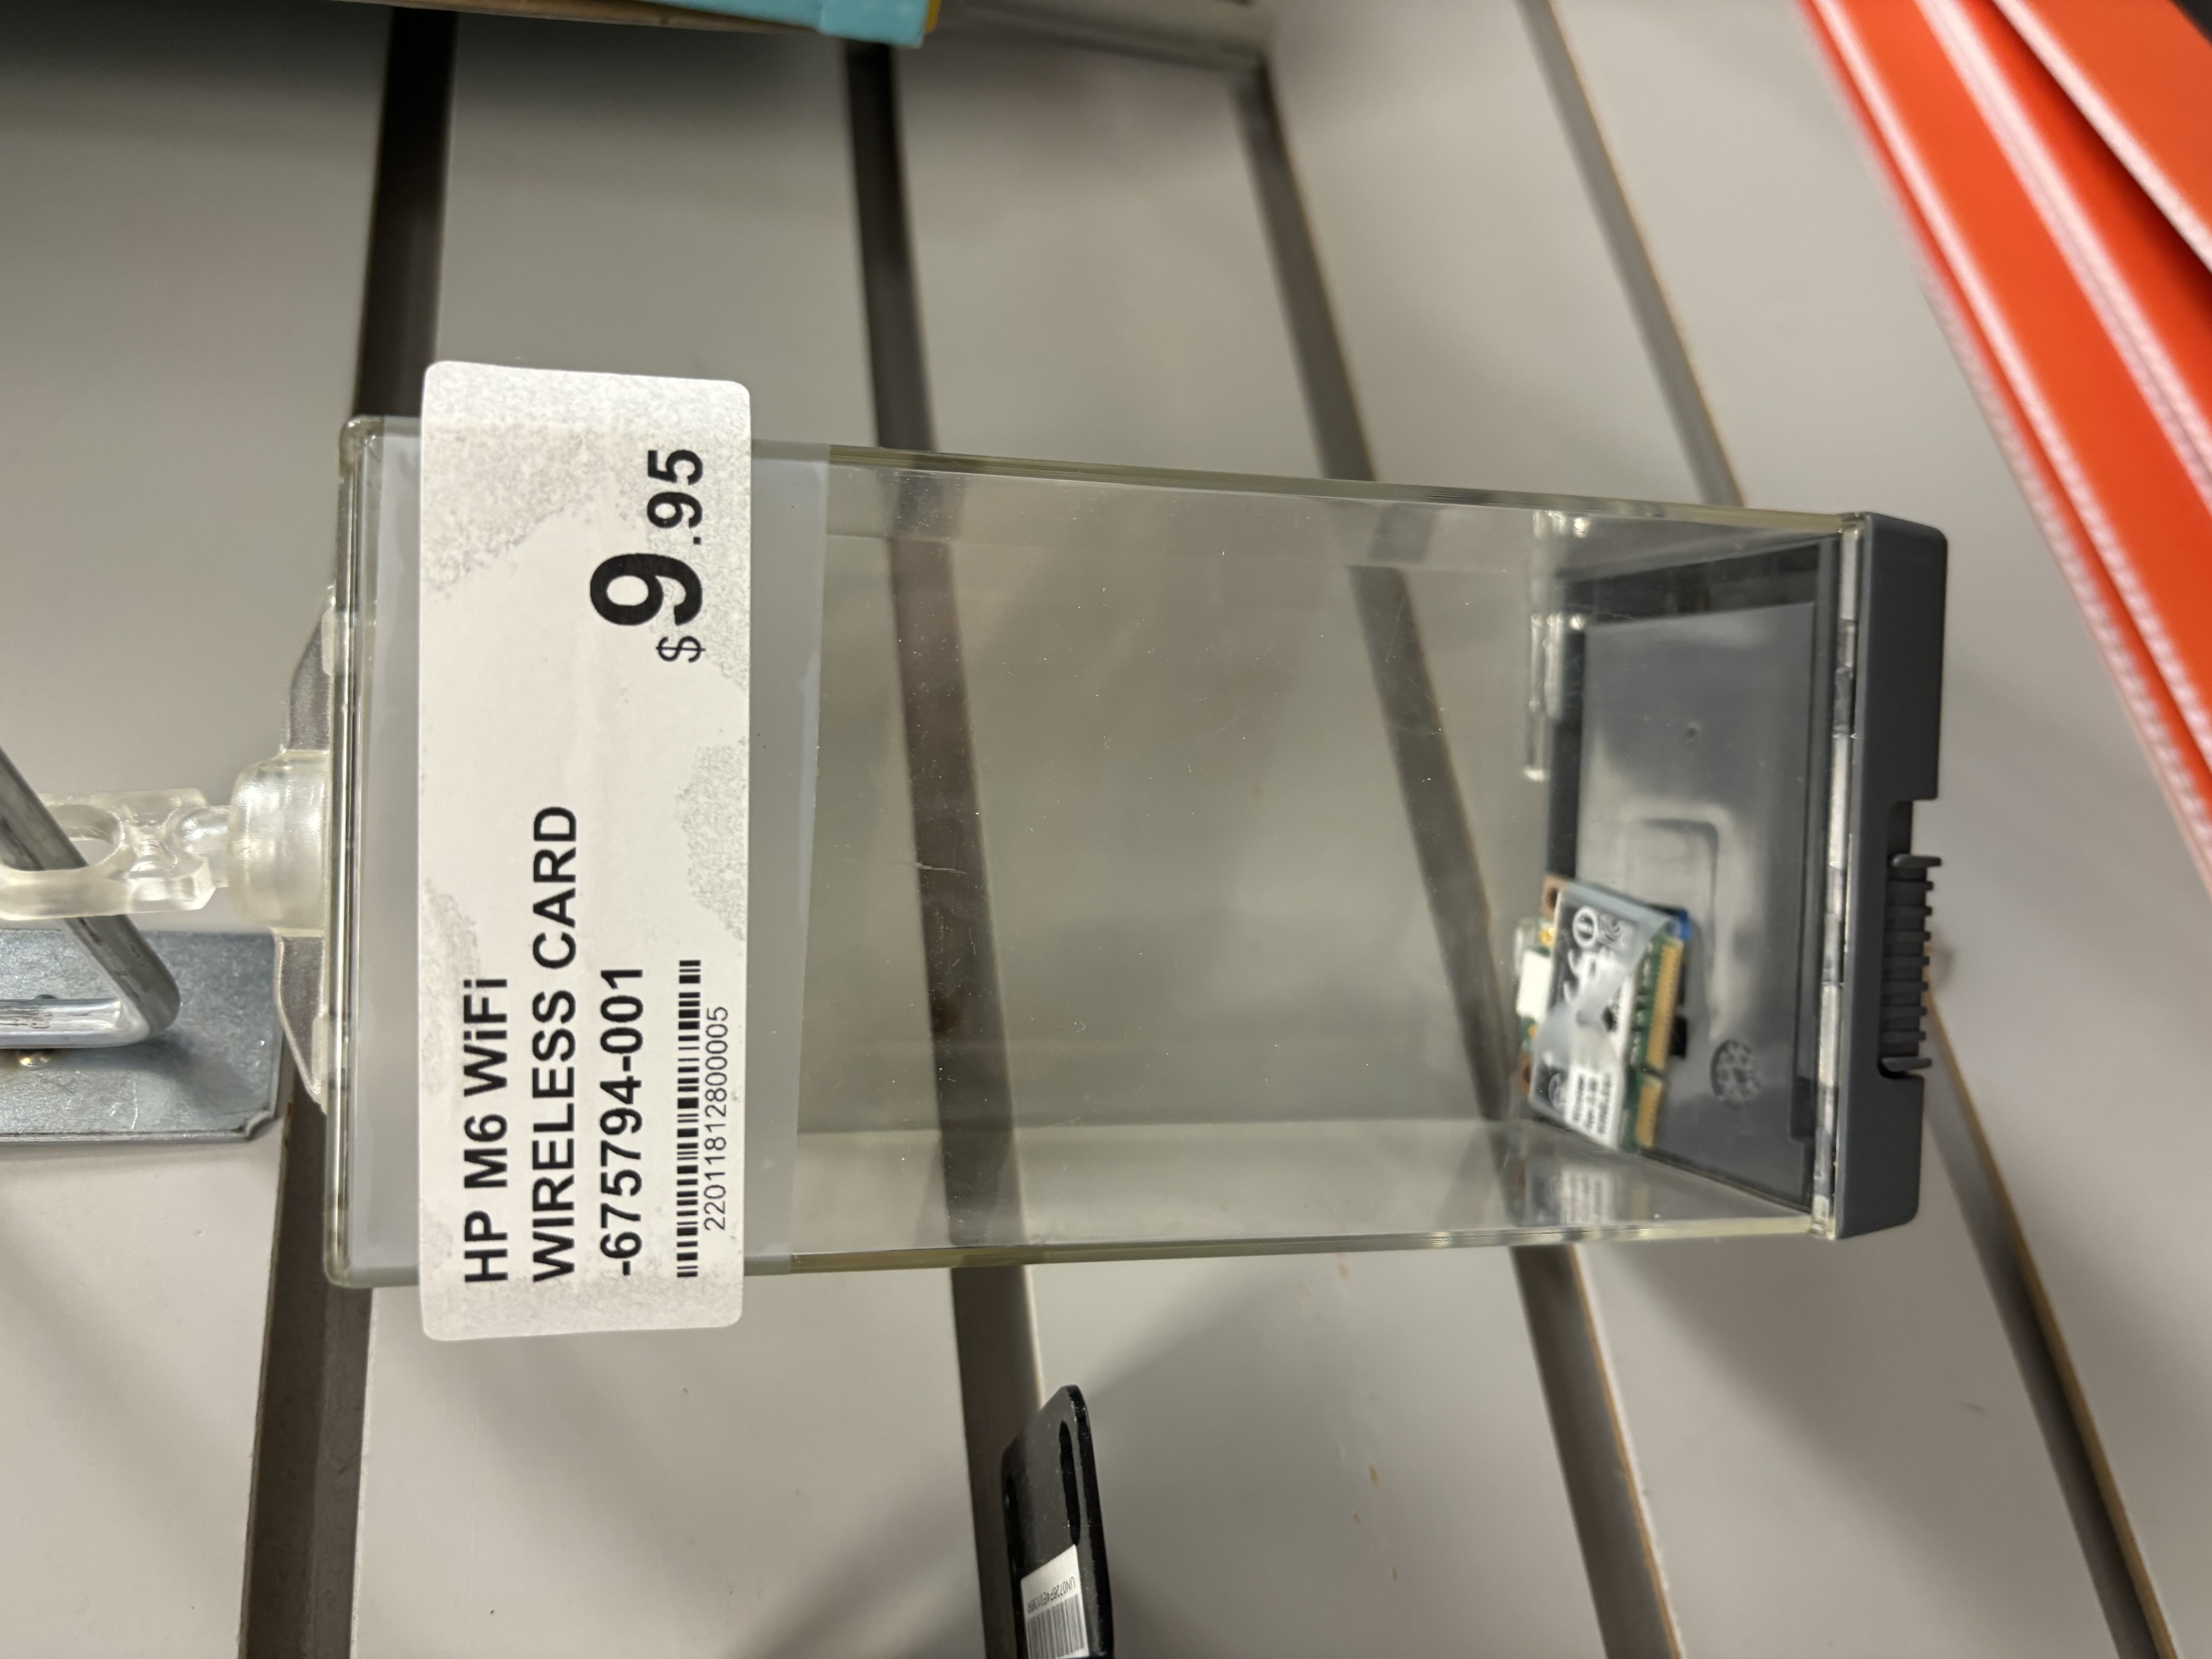 HP M6 WiFi
WIRELESS CARD
-675794-001
$9.95
22011812800005